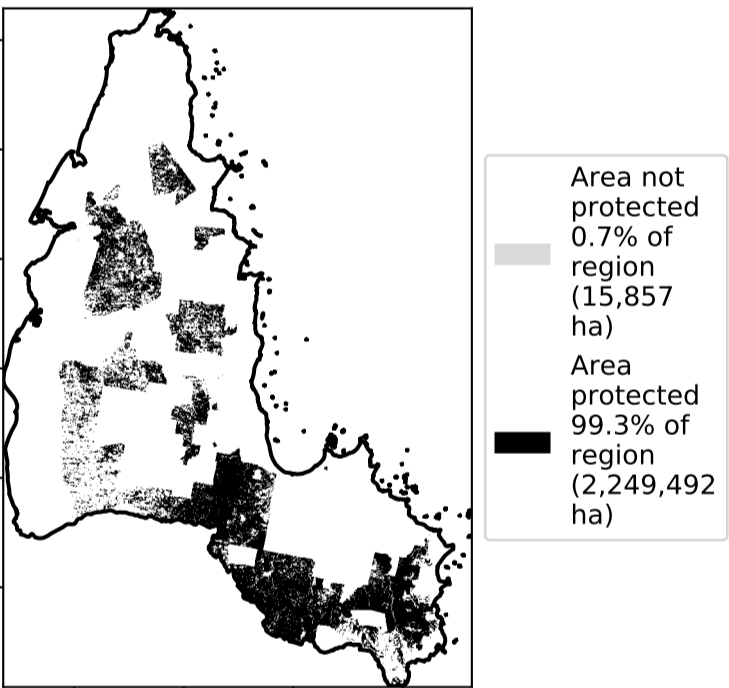 Area not
protected
0.7% of
region
(15,857
ha)
Area
protected
99.3% of
region
(2,249,492
ha)